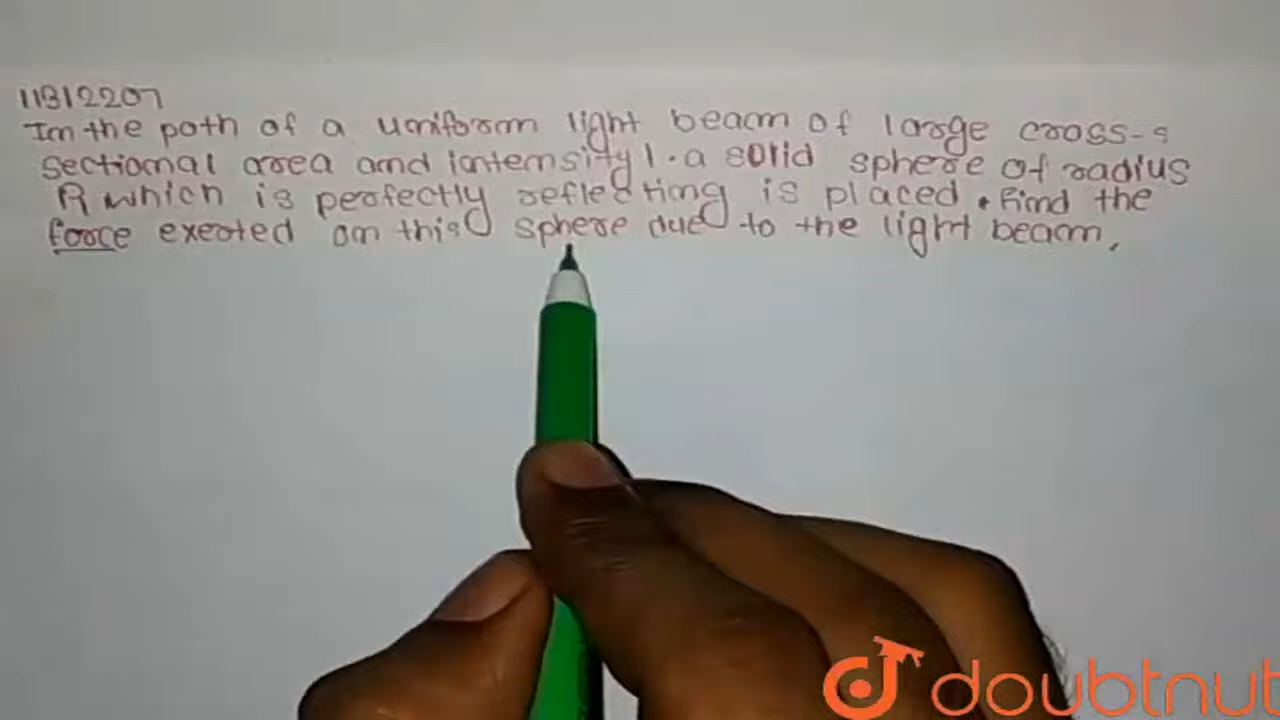 11312207
In the path of a uniform light beam of large cross-s
sectional area and intensity I. a solid sphere of radius
R which is perfectly reflecting is placed. Find the
force exerted on this sphere due to the light beam,
doubtnut